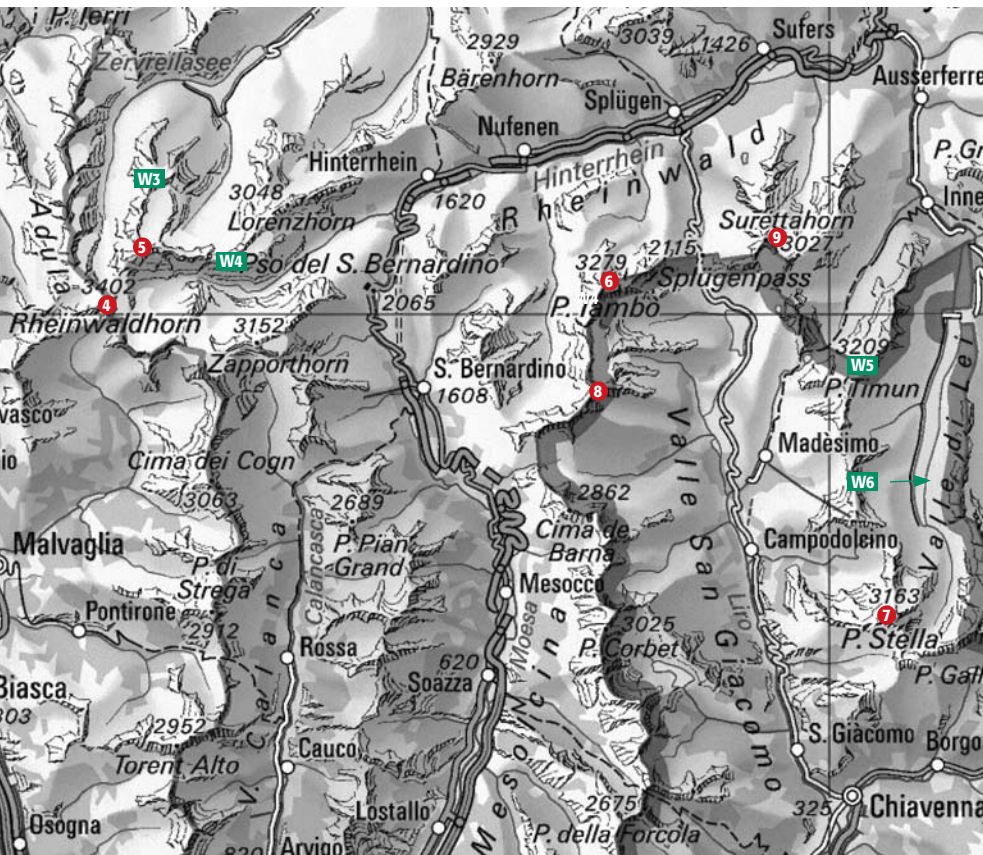 P. Terri
Zervreilasee
2929
Bärenhorn
3039
1426
Sufers
Ausserferre
Splügen
Nufenen
Hinterrhein
Hinterrhein
Rheinwald
P. Gr
Inne
W3
3048
Lorenzhorn
1620
Adula
5
W4
Pso del S. Bernardino
2065
3402
4
Rheinwaldhorn
3152
Zapporthorn
Surettahorn
9
3027
2115
3279
6
Splügenpass
P. Tambo
3209
W5
P. Timun
S. Bernardino
1608
8
vasco
io
Cima dei Cogn
3063
2689
P. Pian
Grand
Calancasca
Malvaglia
P. di
Strega
2912
Pontirone
V. Calanca
Rossa
Biasca
303
2952
Torent Alto
Cauco
Osogna
820
Arvigo
Lostallo
620
Soazza
Mesocco
Moesa
Mesolcina
2862
Cima de
Barna
3025
P. Corbet
2675
P. della Forcola
Valle San Giacomo
Liro
Madèsimo
W6
Valle di Lei
Campodolcino
3163
7
P. Stella
P. Gall
S. Giàcomo
Borgo
325
Chiavenna